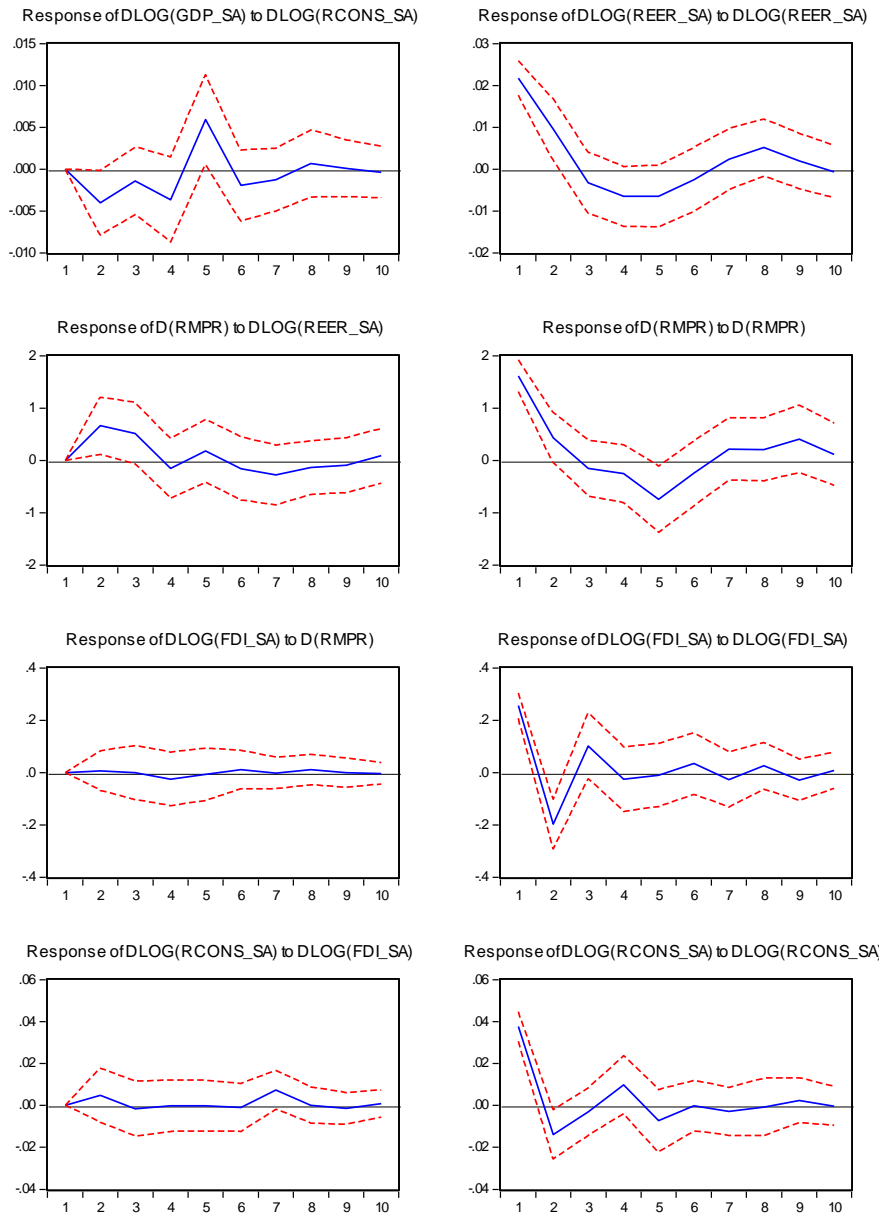 Response of DLOG(GDP_SA) to DLOG(RCONS_SA)
.015
.010
.005
.000
-.005
-.010
1 2 3 4 5 6 7 8 9 10
Response of DLOG(REER_SA) to DLOG(REER_SA)
.03
.02
.01
.00
-.01
-.02
1 2 3 4 5 6 7 8 9 10
Response of D(RMPR) to DLOG(REER_SA)
2
1
0
-1
-2
1 2 3 4 5 6 7 8 9 10
Response of D(RMPR) to D(RMPR)
2
1
0
-1
-2
1 2 3 4 5 6 7 8 9 10
Response of DLOG(FDI_SA) to D(RMPR)
.4
.2
.0
-.2
-.4
1 2 3 4 5 6 7 8 9 10
Response of DLOG(FDI_SA) to DLOG(FDI_SA)
.4
.2
.0
-.2
-.4
1 2 3 4 5 6 7 8 9 10
Response of DLOG(RCONS_SA) to DLOG(FDI_SA)
.06
.04
.02
.00
-.02
-.04
1 2 3 4 5 6 7 8 9 10
Response of DLOG(RCONS_SA) to DLOG(RCONS_SA)
.06
.04
.02
.00
-.02
-.04
1 2 3 4 5 6 7 8 9 10